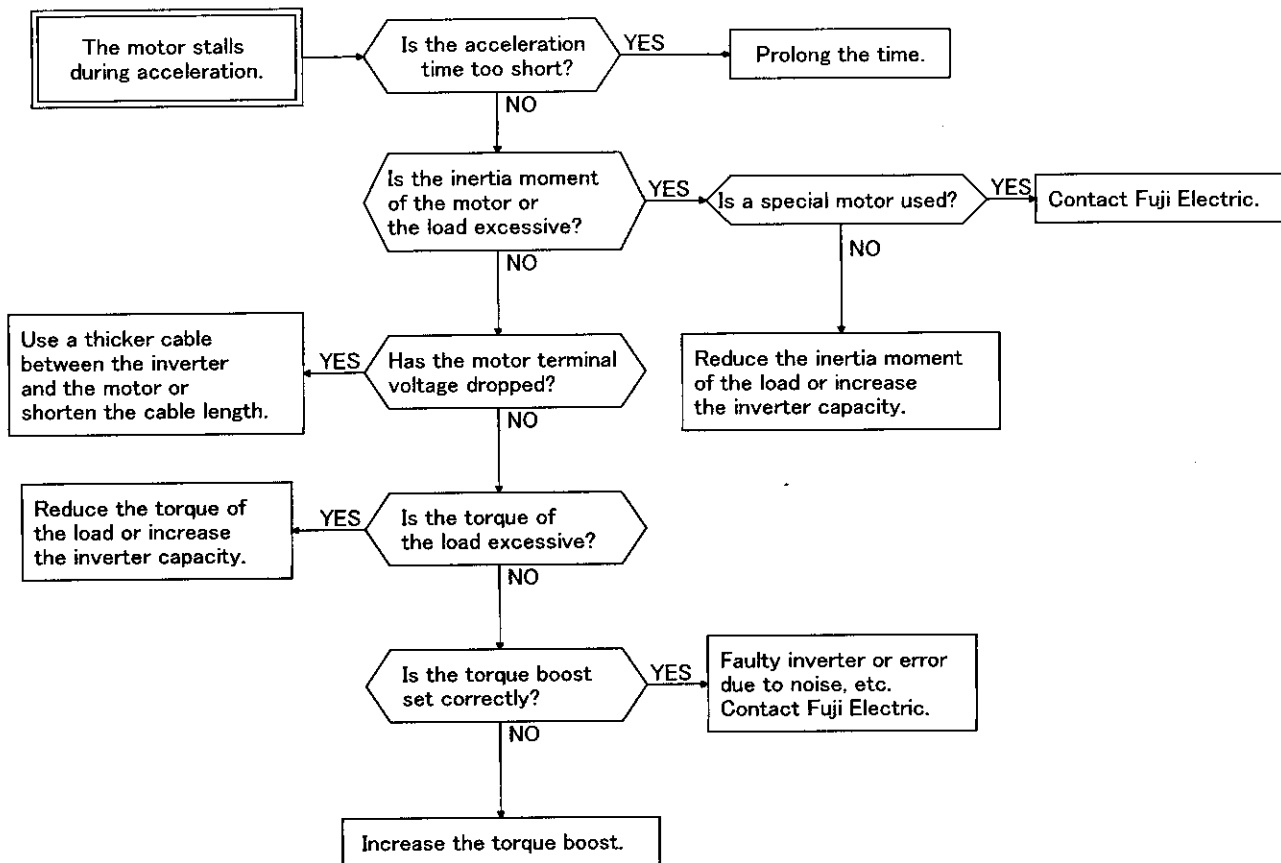 The motor stalls
during acceleration.
Is the acceleration
time too short?
YES
Prolong the time.
NO
Is the inertia moment
of the motor or
the load excessive?
YES
Is a special motor used?
YES
Contact Fuji Electric.
NO
NO
Use a thicker cable
between the inverter
and the motor or
shorten the cable length.
YES
Has the motor terminal
voltage dropped?
Reduce the inertia moment
of the load or increase
the inverter capacity.
NO
Reduce the torque of
the load or increase
the inverter capacity.
YES
Is the torque of
the load excessive?
NO
Is the torque boost
set correctly?
YES
Faulty inverter or error
due to noise, etc.
Contact Fuji Electric.
NO
Increase the torque boost.